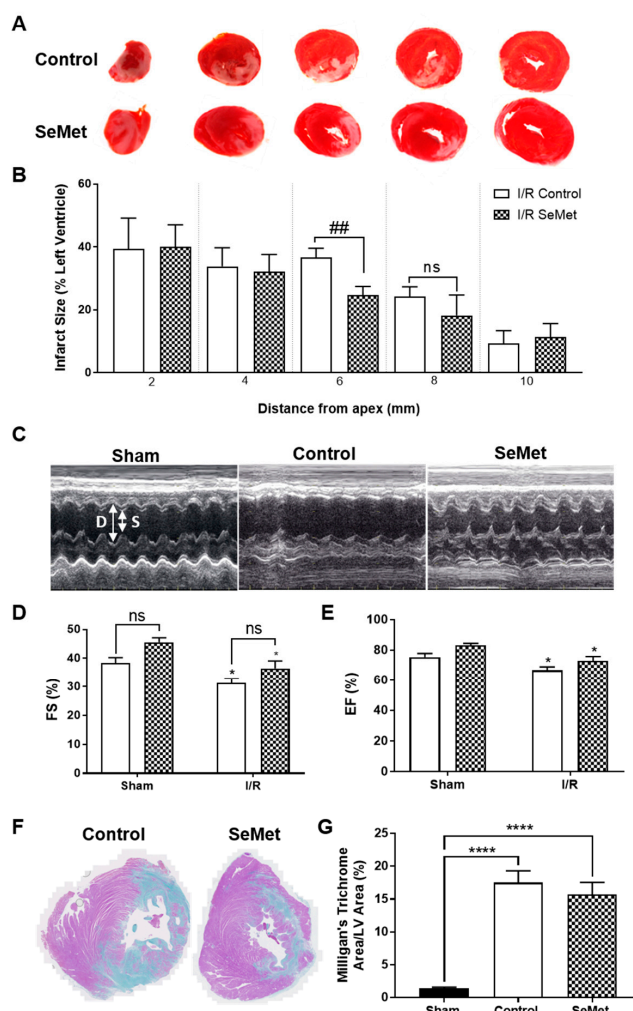 A
Control
SeMet
B
Infarct Size (% Left Ventricle)
60
40
20
0
I/R Control
I/R SeMet
##
ns
2 4 6 8 10
Distance from apex (mm)
C
Sham Control SeMet
D S
D
FS (%)
50
40
30
20
10
0
ns
ns
* *
Sham I/R
E
EF (%)
100
80
60
40
20
0
* *
Sham I/R
F
Control SeMet
G
Milligan's Trichrome
Area/LV Area (%)
25
20
15
10
5
0
****
****
Sham Control SeMet